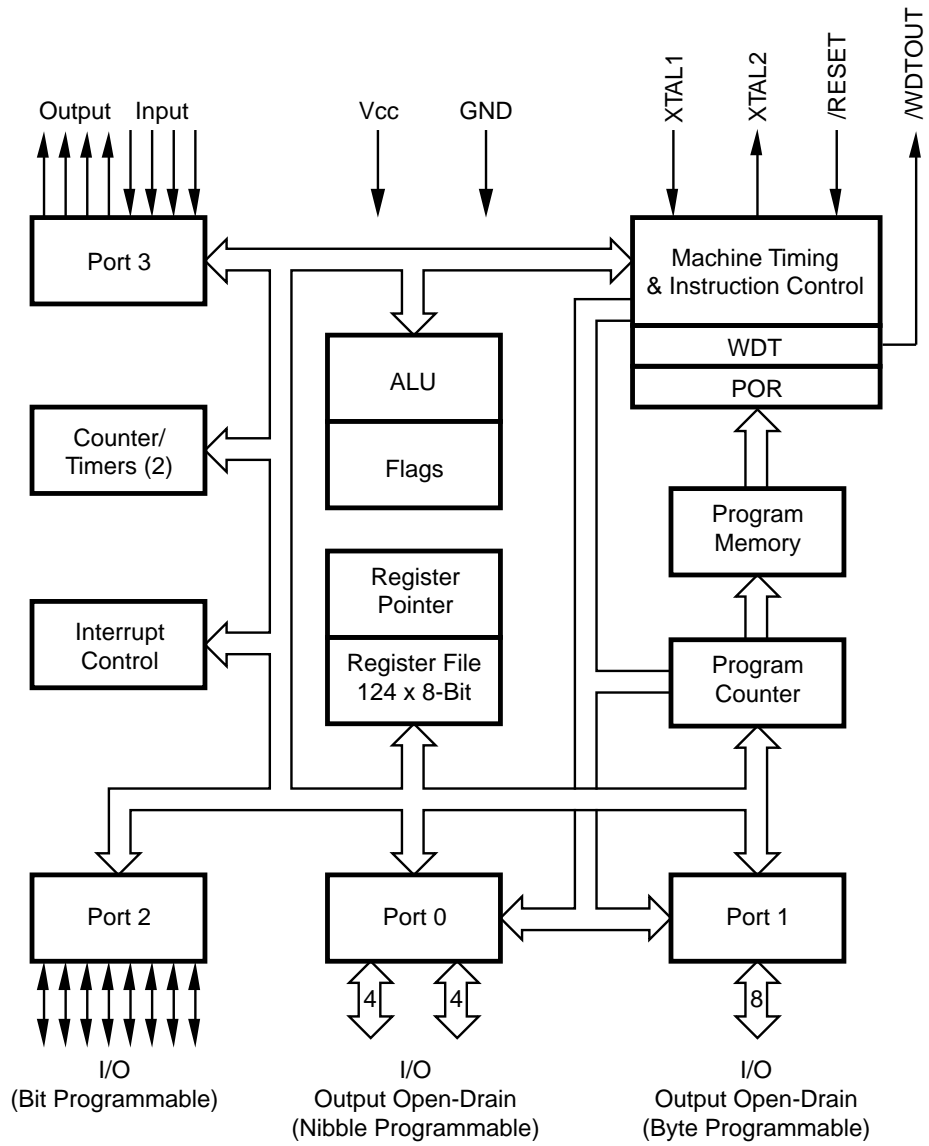 XTAL1
XTAL2
/RESET
/WDTOUT
Output
Input
Vcc
GND
Port 3
Machine Timing
& Instruction Control
WDT
POR
ALU
Flags
Counter/
Timers (2)
Program
Memory
Register
Pointer
Register File
124 x 8-Bit
Interrupt
Control
Program
Counter
Port 2
Port 0
Port 1
4
4
8
I/O
(Bit Programmable)
I/O
Output Open-Drain
(Nibble Programmable)
I/O
Output Open-Drain
(Byte Programmable)